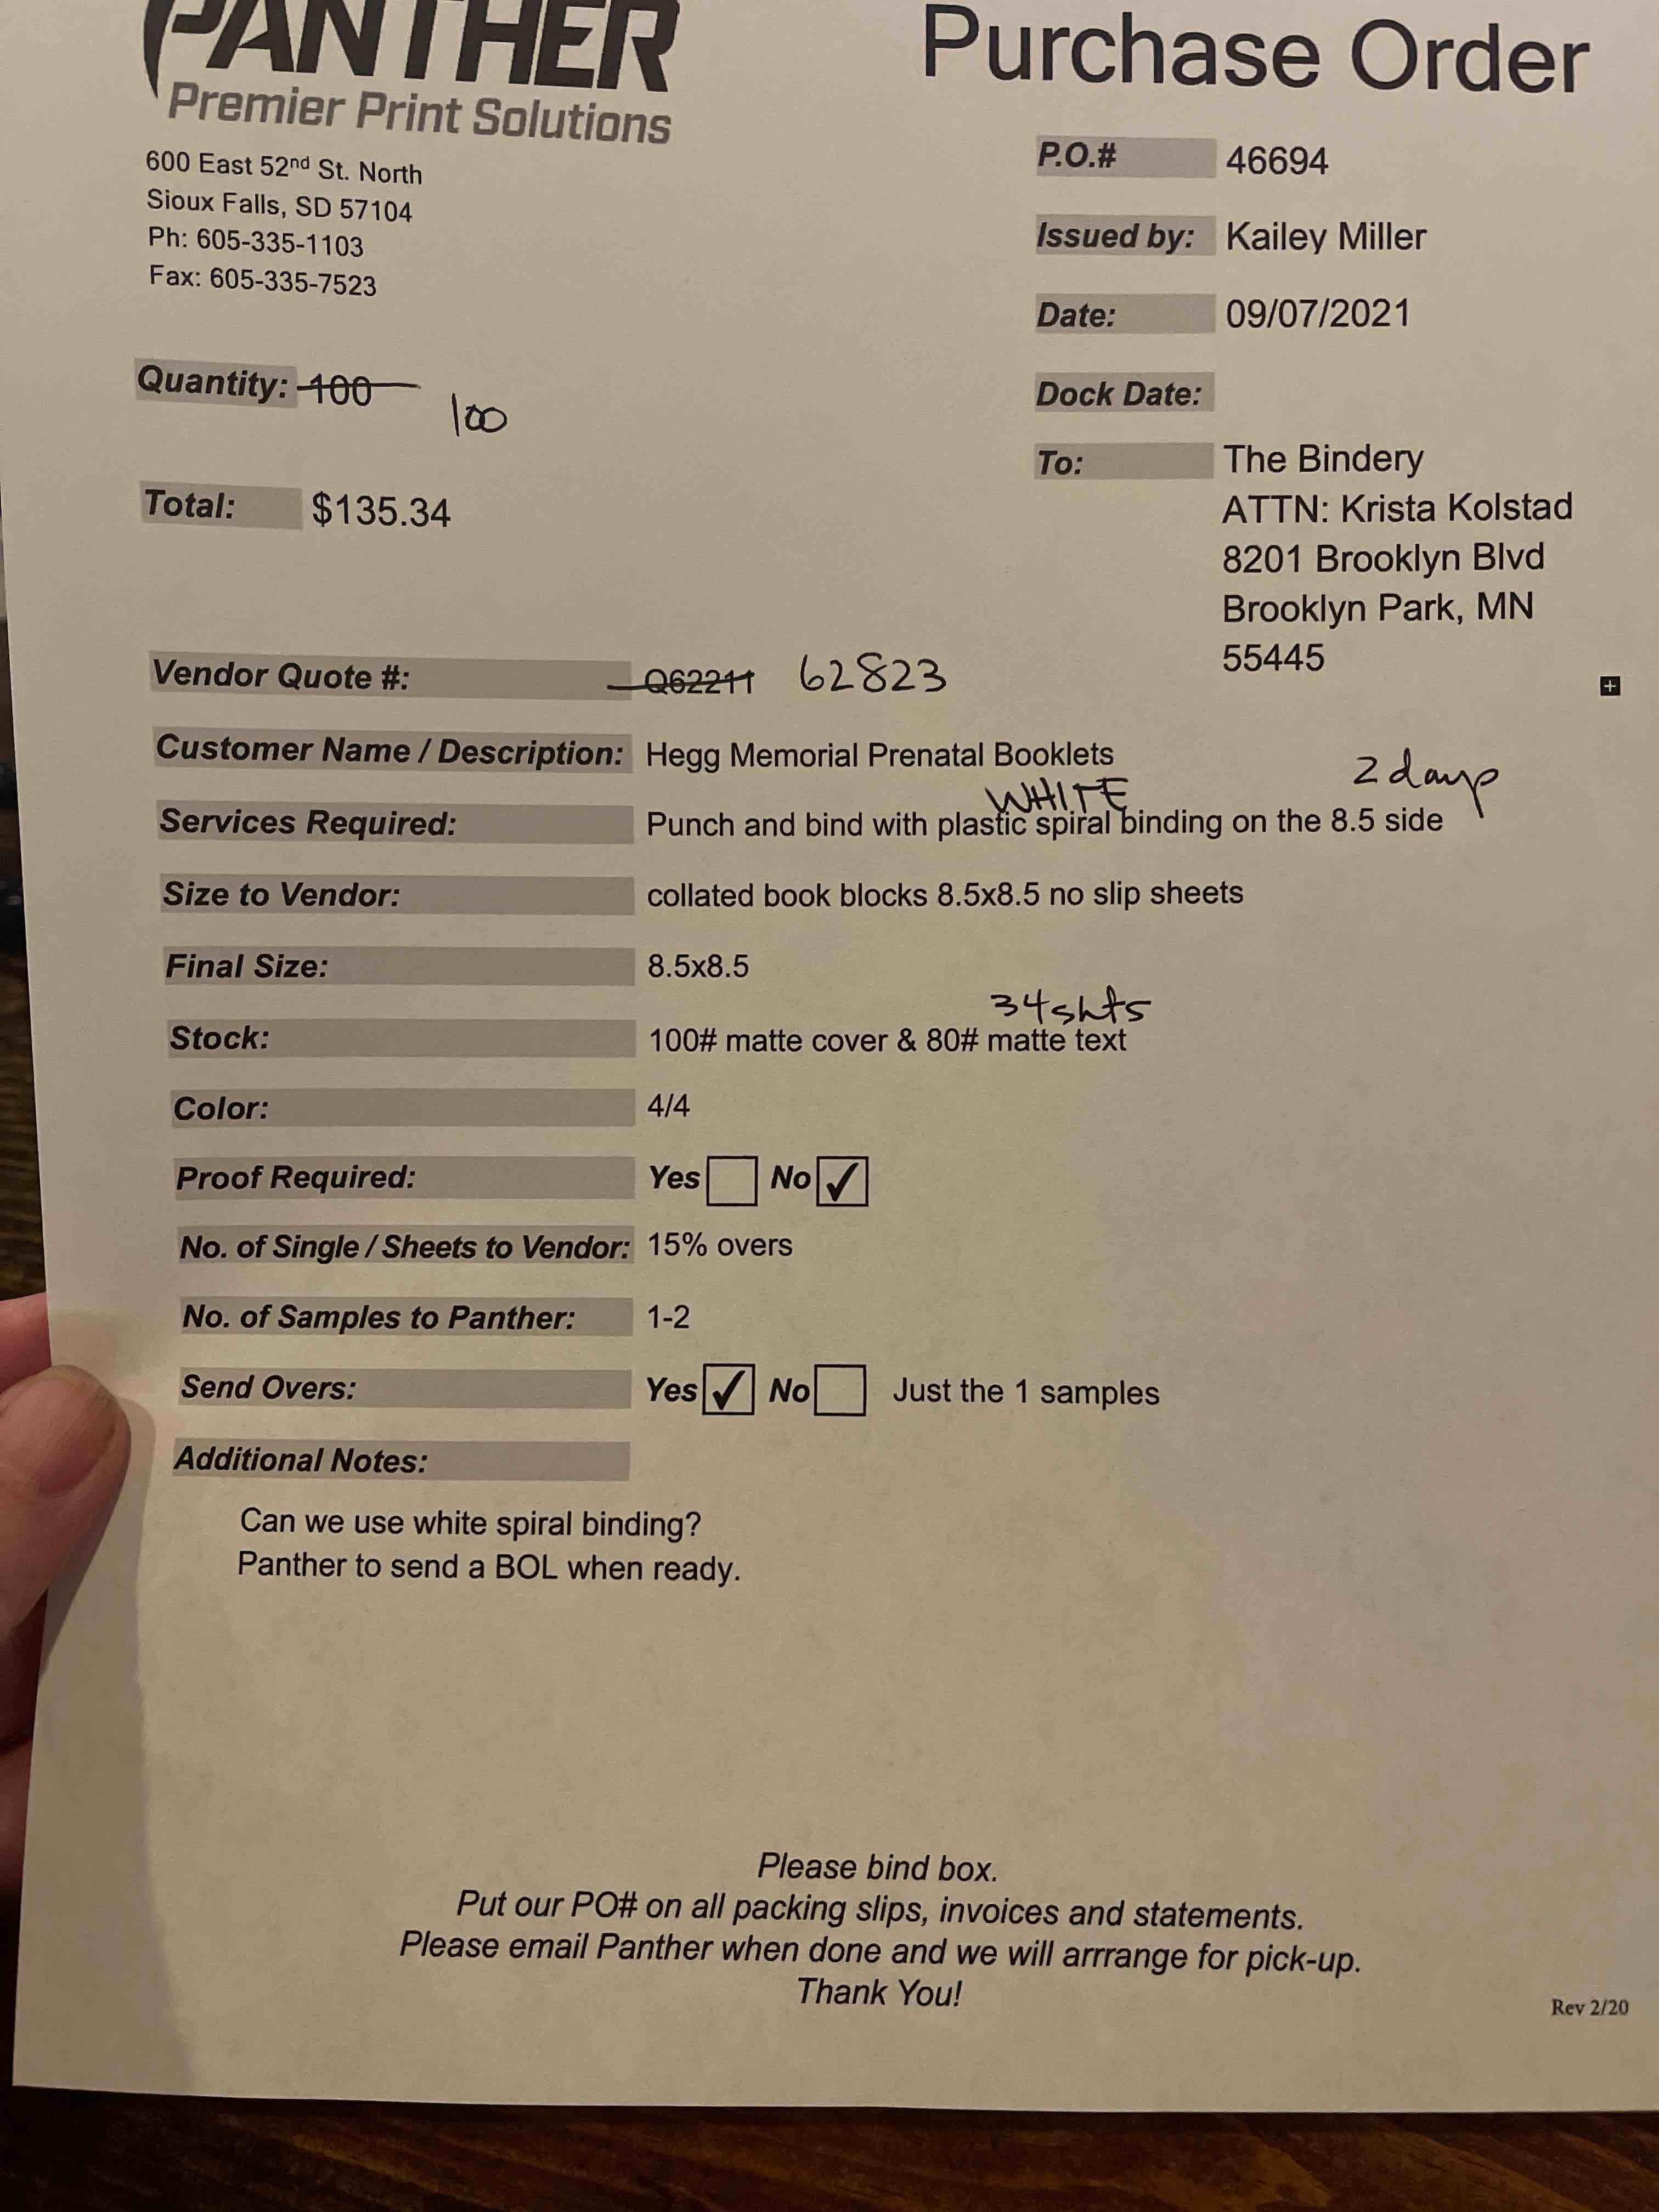 PANTHER
Premier Print Solutions
600 East 52nd St. North
Sioux Falls, SD 57104
Ph: 605-335-1103
Fax: 605-335-7523
Purchase Order
P.O.# 46694
Issued by: Kailey Miller
Date: 09/07/2021
Dock Date:
To: The Bindery
ATTN: Krista Kolstad
8201 Brooklyn Blvd
Brooklyn Park, MN
55445
Quantity: 100
100
Total: $135.34
Vendor Quote #: Q62211 62823
Customer Name / Description: Hegg Memorial Prenatal Booklets
2 days
WHITE
Services Required: Punch and bind with plastic spiral binding on the 8.5 side
Size to Vendor: collated book blocks 8.5x8.5 no slip sheets
Final Size: 8.5x8.5
34shts
Stock: 100# matte cover & 80# matte text
Color: 4/4
Proof Required: Yes No ✓
No. of Single / Sheets to Vendor: 15% overs
No. of Samples to Panther: 1-2
Send Overs: Yes ✓ No Just the 1 samples
Additional Notes:
Can we use white spiral binding?
Panther to send a BOL when ready.
Please bind box.
Put our PO# on all packing slips, invoices and statements.
Please email Panther when done and we will arrrange for pick-up.
Thank You!
Rev 2/20